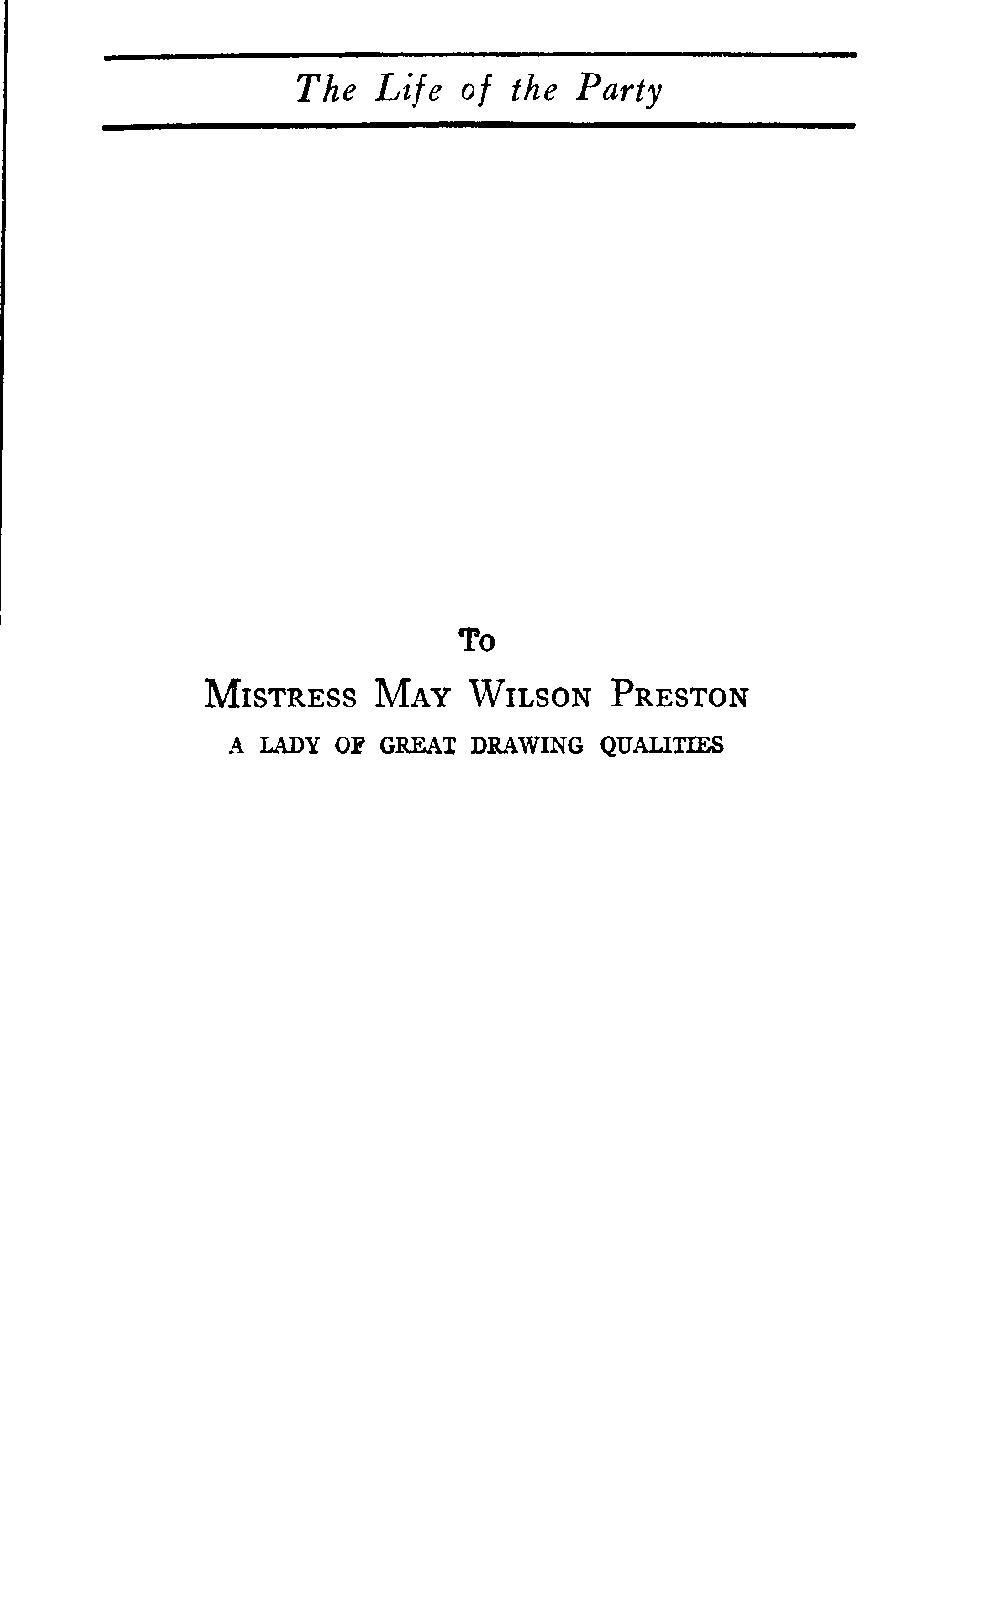 The Life of the Party
To
Mistress May Wilson Preston
A LADY OF GREAT DRAWING QUALITIES